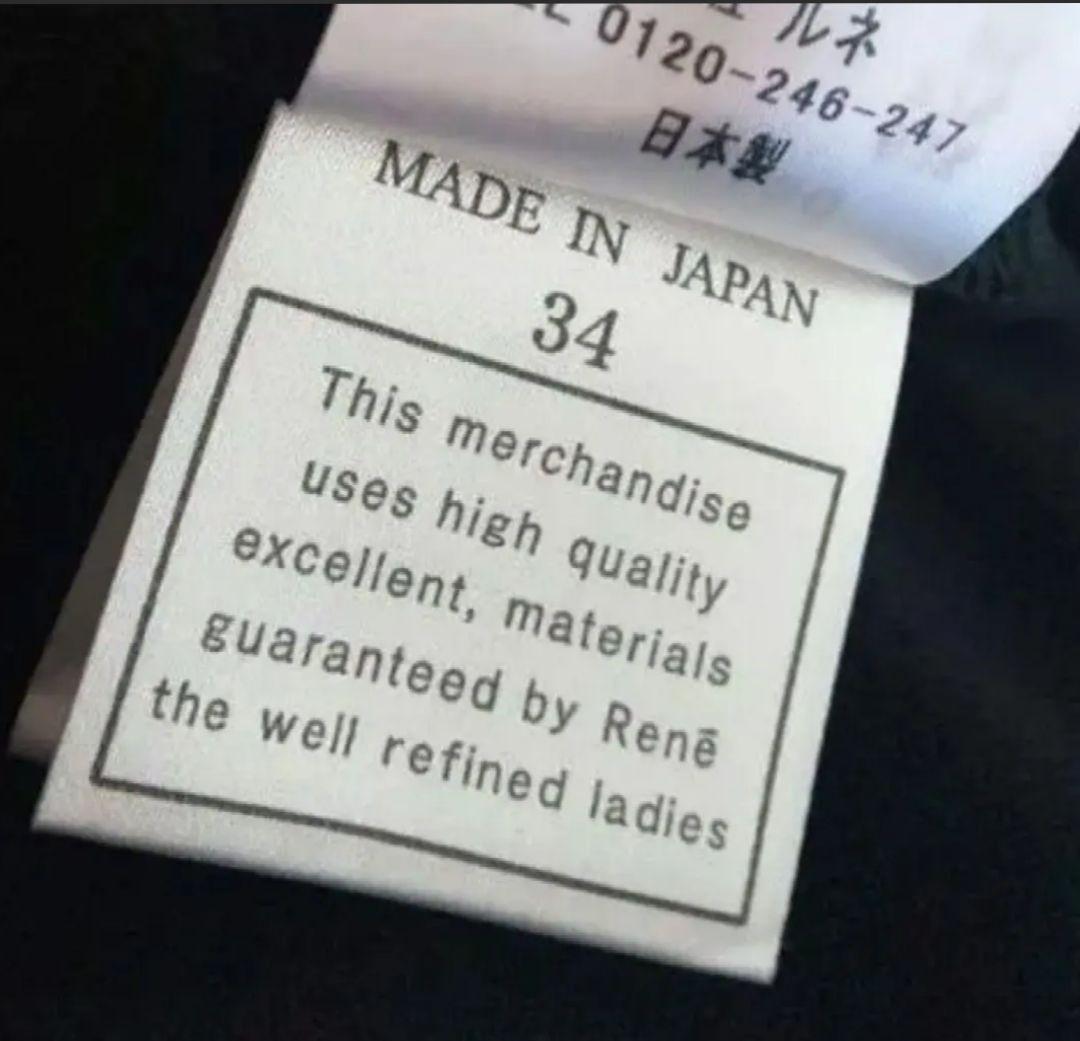 ルネ
0120-246-247
日本製
MADE IN JAPAN
34
This merchandise
uses high quality
excellent, materials
guaranteed by Renē
the well refined ladies